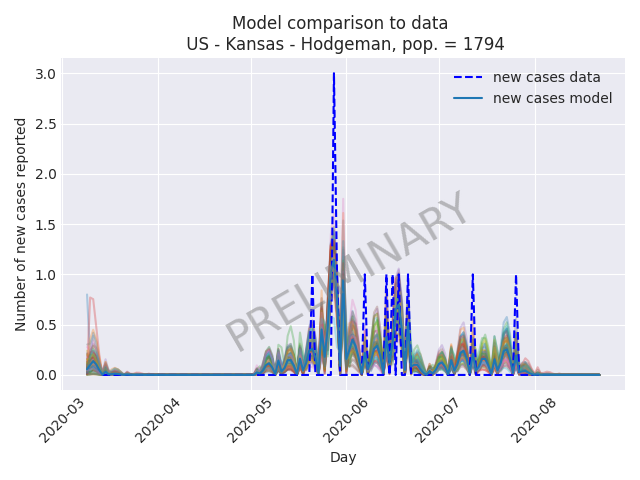 Model comparison to data
US - Kansas - Hodgeman, pop. = 1794
3.0
2.5
2.0
1.5
1.0
0.5
0.0
Number of new cases reported
new cases data
new cases model
PRELIMINARY
2020-03
2020-04
2020-05
2020-06
2020-07
2020-08
Day